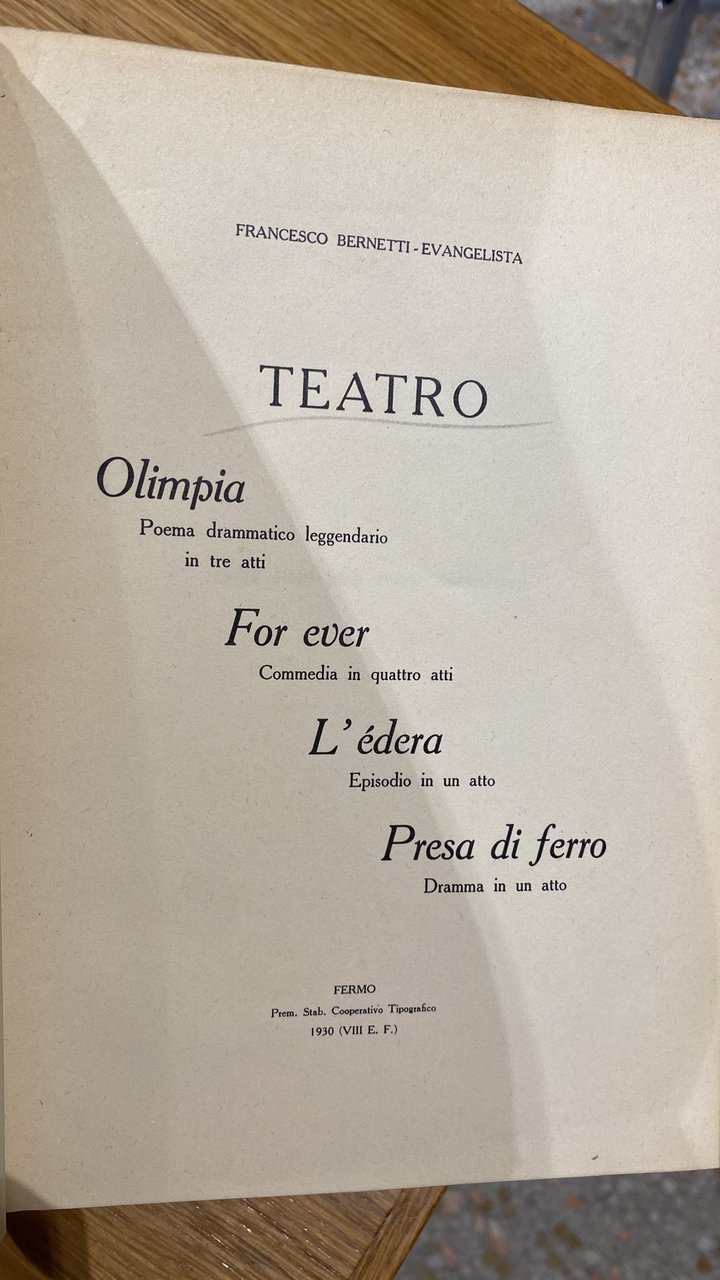 FRANCESCO BERNETTI - EVANGELISTA
TEATRO
Olimpia
Poema drammatico leggendario
in tre atti
For ever
Commedia in quattro atti
L' édera
Episodio in un atto
Presa di ferro
Dramma in un atto
FERMO
Prem. Stab. Cooperativo Tipografico
1930 (VIII E. F.)